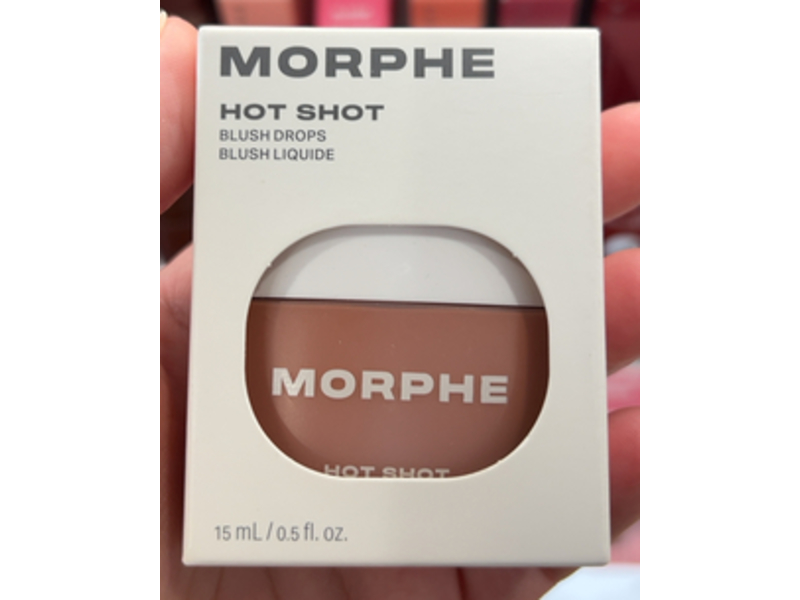 MORPHE
HOT SHOT
BLUSH DROPS
BLUSH LIQUIDE
MORPHE
HOT SHOT
15 mL / 0.5 fl. oz.